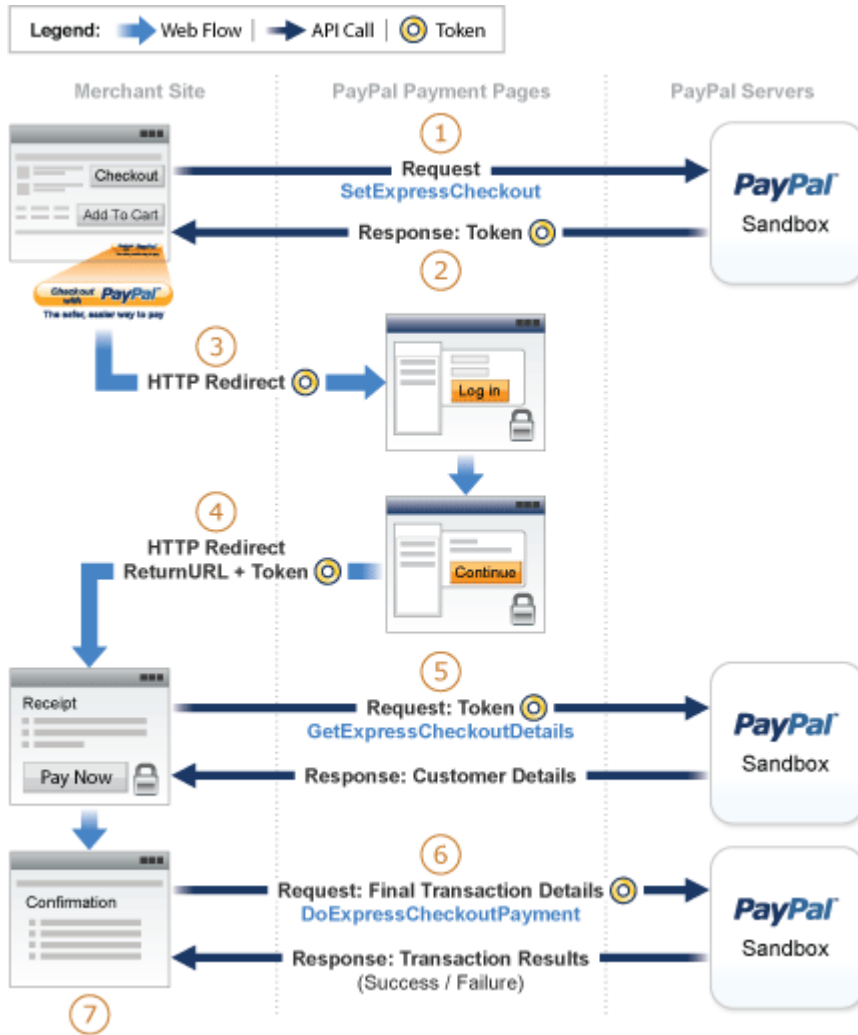 Legend: Web Flow | API Call | Token
Merchant Site
PayPal Payment Pages
PayPal Servers
1
Checkout
Add To Cart
Request
SetExpressCheckout
PayPal
Sandbox
Response: Token
2
Checkout
with
PayPal
The safer, easier way to pay
3
HTTP Redirect
Log in
4
HTTP Redirect
ReturnURL + Token
Continue
5
Receipt
Pay Now
Request: Token
GetExpressCheckoutDetails
Response: Customer Details
PayPal
Sandbox
6
Confirmation
Request: Final Transaction Details
DoExpressCheckoutPayment
Response: Transaction Results
(Success / Failure)
PayPal
Sandbox
7